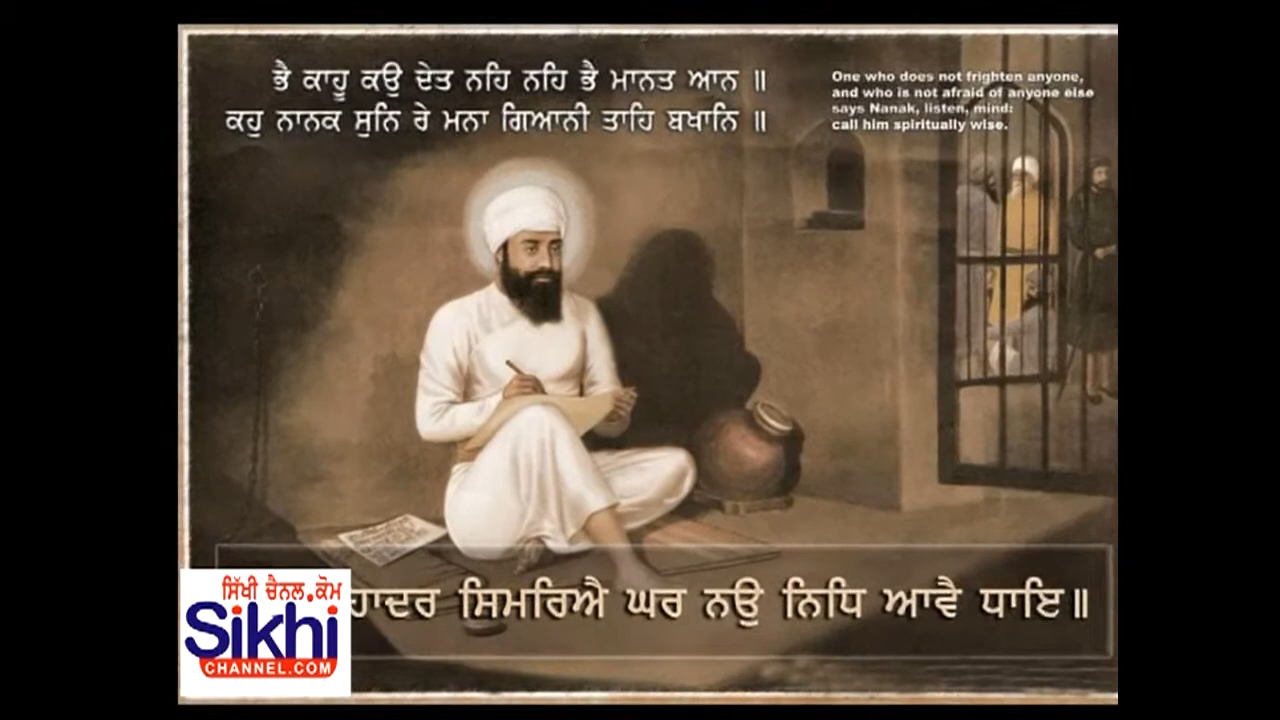 ਭੈ ਕਾਹੂ ਕਉ ਦੇਤ ਨਹਿ ਨਹਿ ਭੈ ਮਾਨਤ ਆਨ ॥
ਕਹੁ ਨਾਨਕ ਸੁਨਿ ਰੇ ਮਨਾ ਗਿਆਨੀ ਤਾਹਿ ਬਖਾਨਿ ॥
One who does not frighten anyone,
and who is not afraid of anyone else
says Nanak, listen, mind:
call him spiritually wise.
ਹਾਦਰ ਸਿਮਰਿਐ ਘਰ ਨਉ ਨਿਧਿ ਆਵੈ ਧਾਇ॥
ਸਿੱਖੀ ਚੈਨਲ.ਕੋਮ
Sikhi
CHANNEL.COM